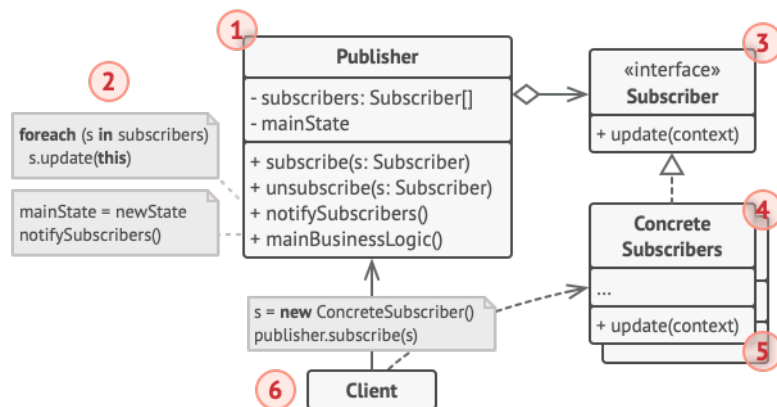 1
Publisher
- subscribers: Subscriber[]
- mainState
+ subscribe(s: Subscriber)
+ unsubscribe(s: Subscriber)
+ notifySubscribers()
+ mainBusinessLogic()
2
foreach (s in subscribers)
s.update(this)
mainState = newState
notifySubscribers()
3
«interface»
Subscriber
+ update(context)
4
Concrete
Subscribers
...
+ update(context)
5
s = new ConcreteSubscriber()
publisher.subscribe(s)
6
Client